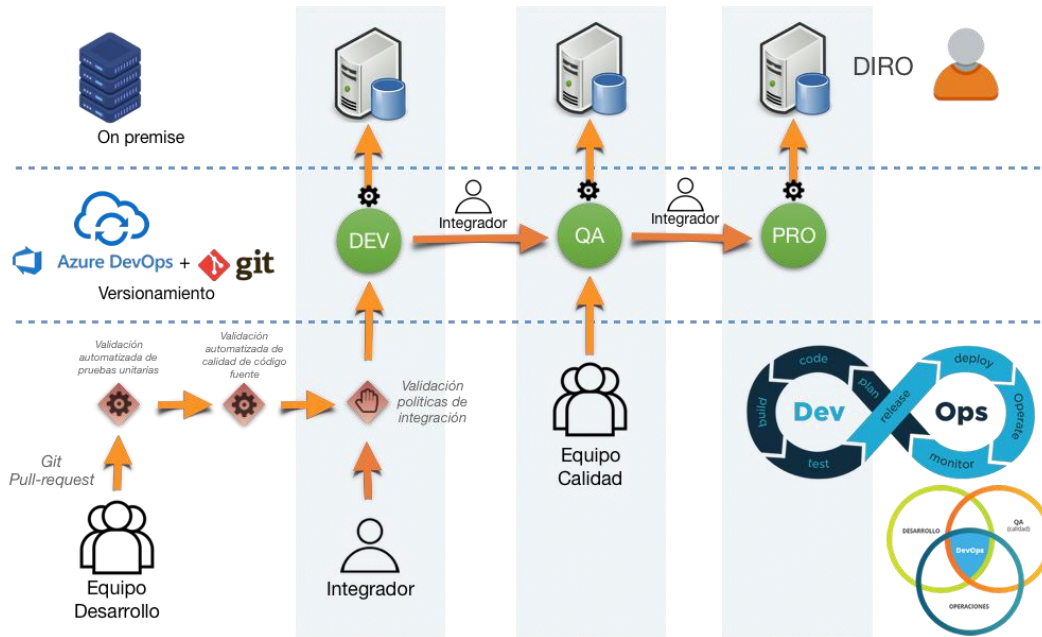 On premise
DIRO
Integrador
Integrador
DEV
QA
PRO
Azure DevOps + git
Versionamiento
Validación
automatizada de
pruebas unitarias
Validación
automatizada de
calidad de código
fuente
Validación
políticas de
integración
Git
Pull-request
Equipo
Desarrollo
Integrador
Equipo
Calidad
code
plan
build
test
Dev
release
deploy
Operate
monitor
Ops
DESARROLLO
QA
(calidad)
DevOps
OPERACIONES